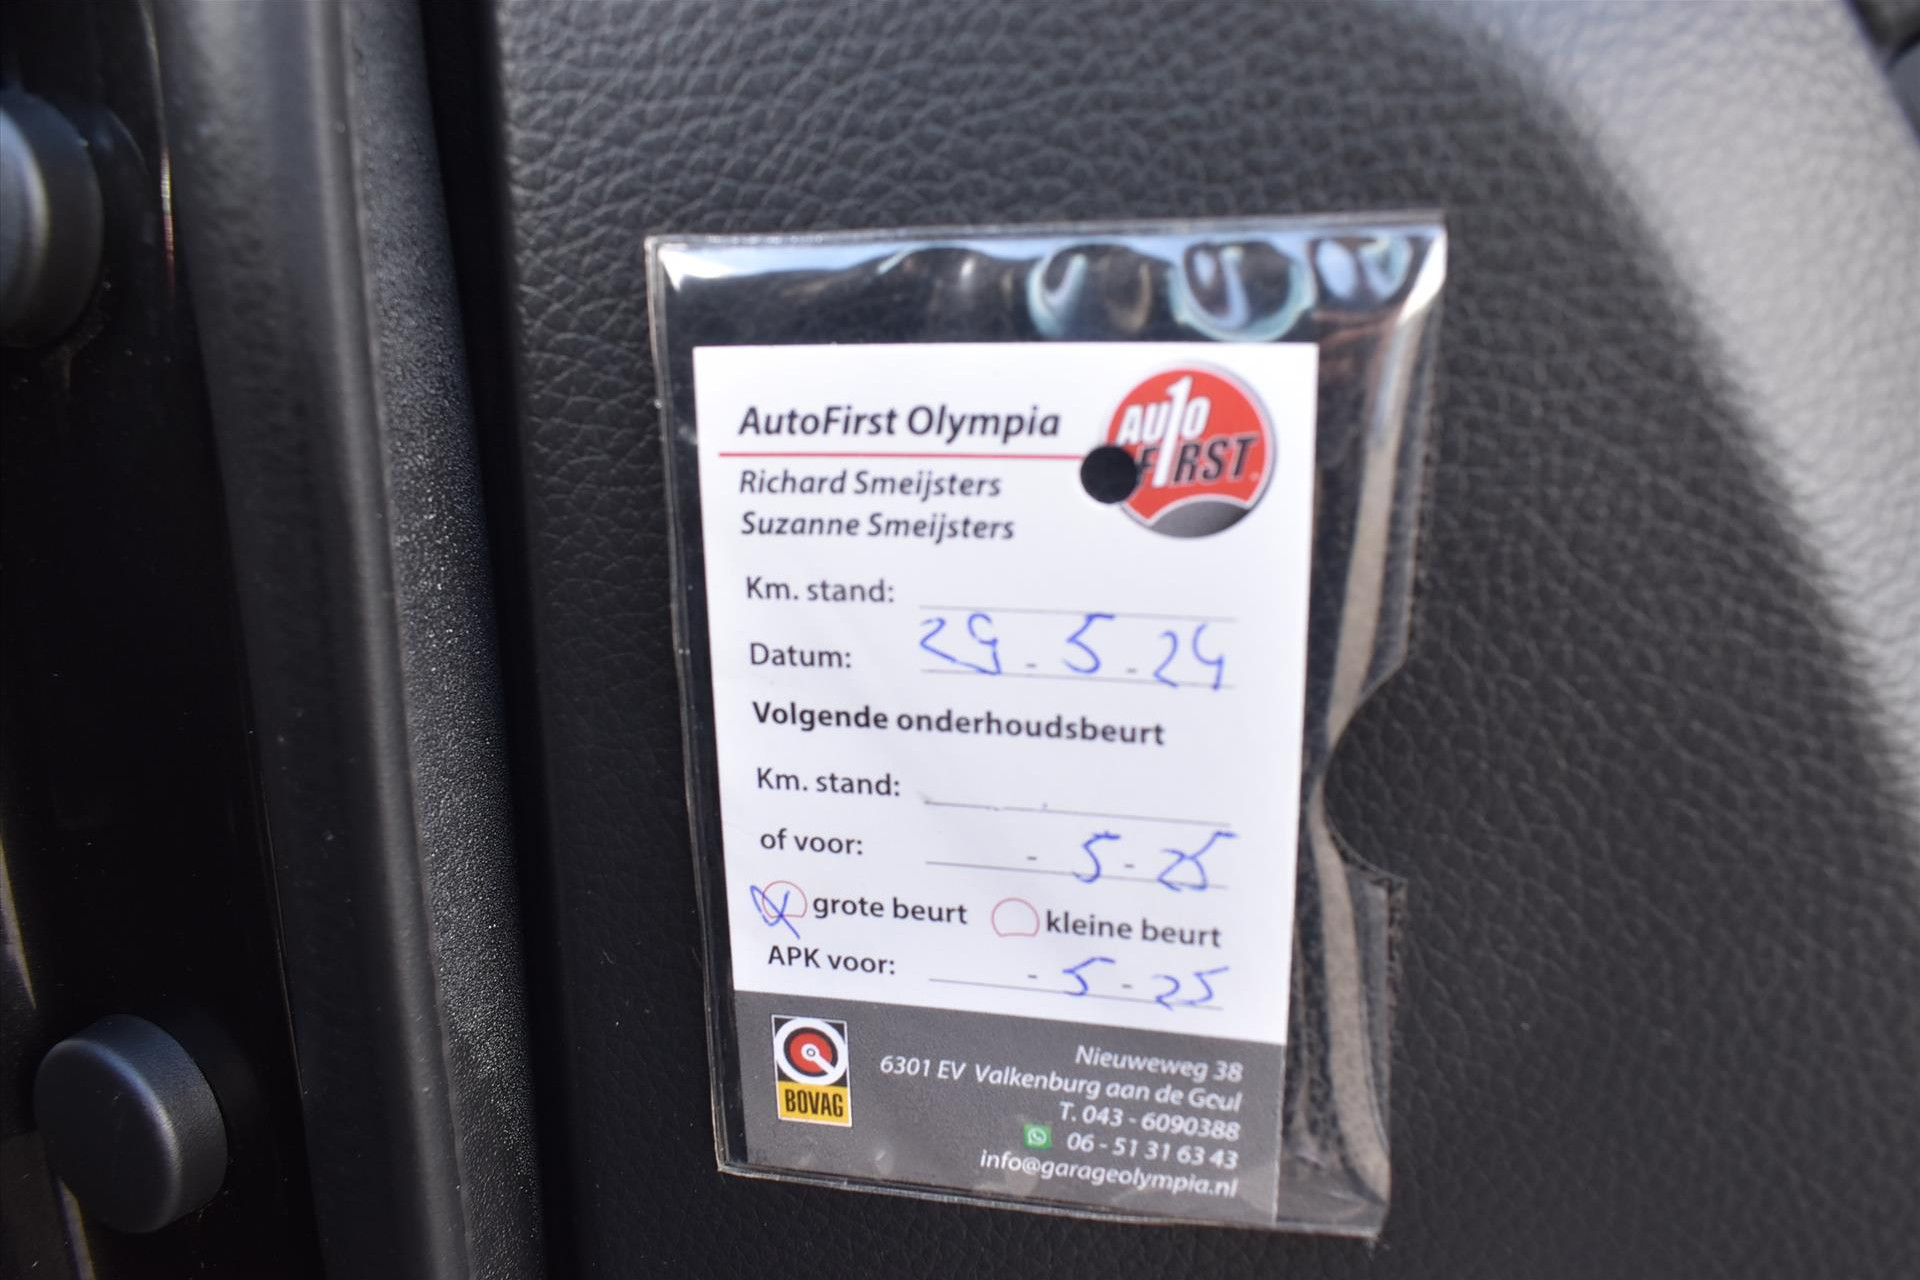 AutoFirst Olympia
AUTO FIRST
Richard Smeijsters
Suzanne Smeijsters
Km. stand:
Datum: 29 - 5 - 24
Volgende onderhoudsbeurt
Km. stand:
of voor: - 5 - 25
grote beurt kleine beurt
APK voor: - 5 - 25
BOVAG
Nieuweweg 38
6301 EV Valkenburg aan de Geul
T. 043 - 6090388
06 - 51 31 63 43
info@garageolympia.nl